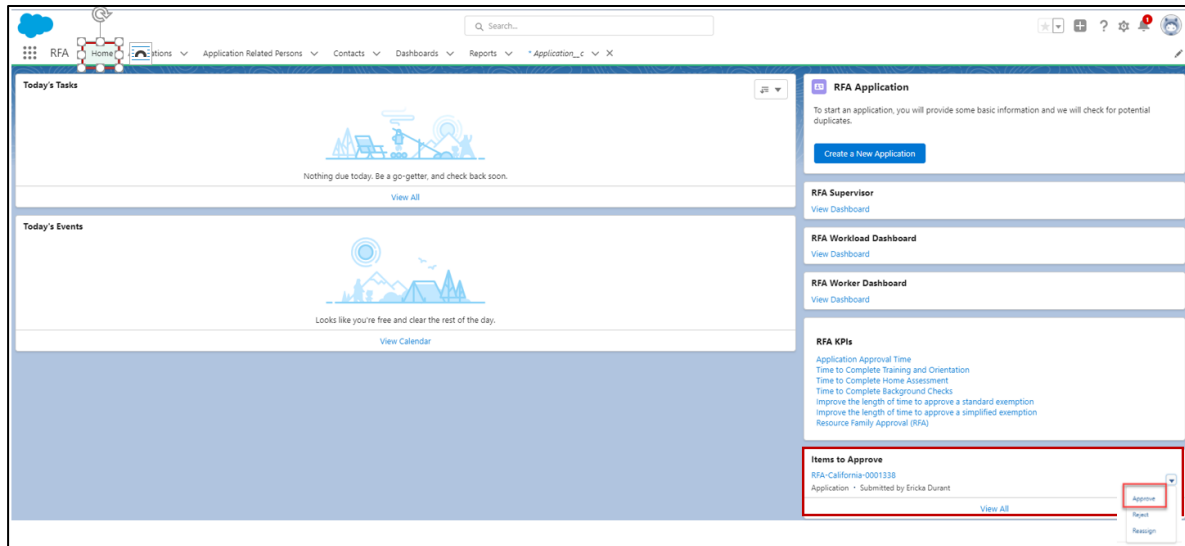 Search...
1
RFA Home ations Application Related Persons Contacts Dashboards Reports * Application__c
Today's Tasks
Nothing due today. Be a go-getter, and check back soon.
View All
Today's Events
Looks like you're free and clear the rest of the day.
View Calendar
RFA Application
To start an application, you will provide some basic information and we will check for potential
duplicates.
Create a New Application
RFA Supervisor
View Dashboard
RFA Workload Dashboard
View Dashboard
RFA Worker Dashboard
View Dashboard
RFA KPIs
Application Approval Time
Time to Complete Training and Orientation
Time to Complete Home Assessment
Time to Complete Background Checks
Improve the length of time to approve a standard exemption
Improve the length of time to approve a simplified exemption
Resource Family Approval (RFA)
Items to Approve
RFA-California-0001338
Application • Submitted by Ericka Durant
View All
Approve
Reject
Reassign